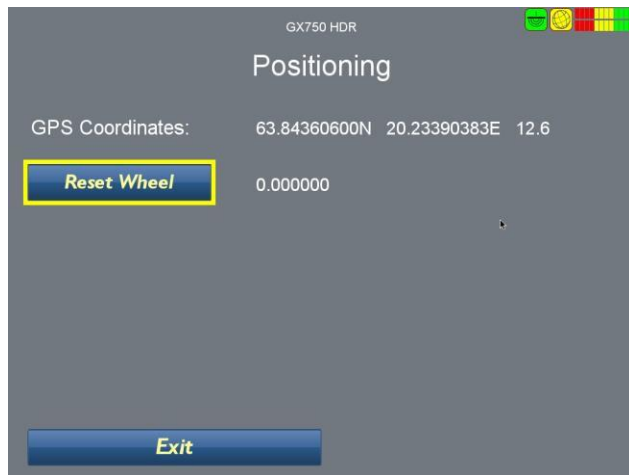 GX750 HDR
Positioning
GPS Coordinates: 63.84360600N 20.23390383E 12.6
Reset Wheel 0.000000
Exit